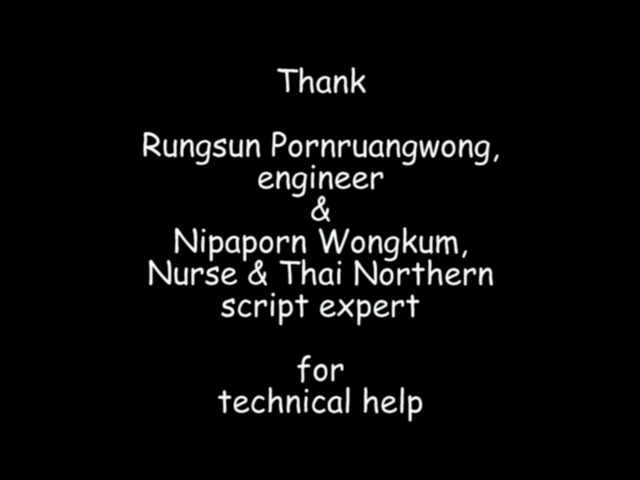 Thank
Rungsun Pornruangwong,
engineer
&
Nipaporn Wongkum,
Nurse & Thai Northern
script expert
for
technical help